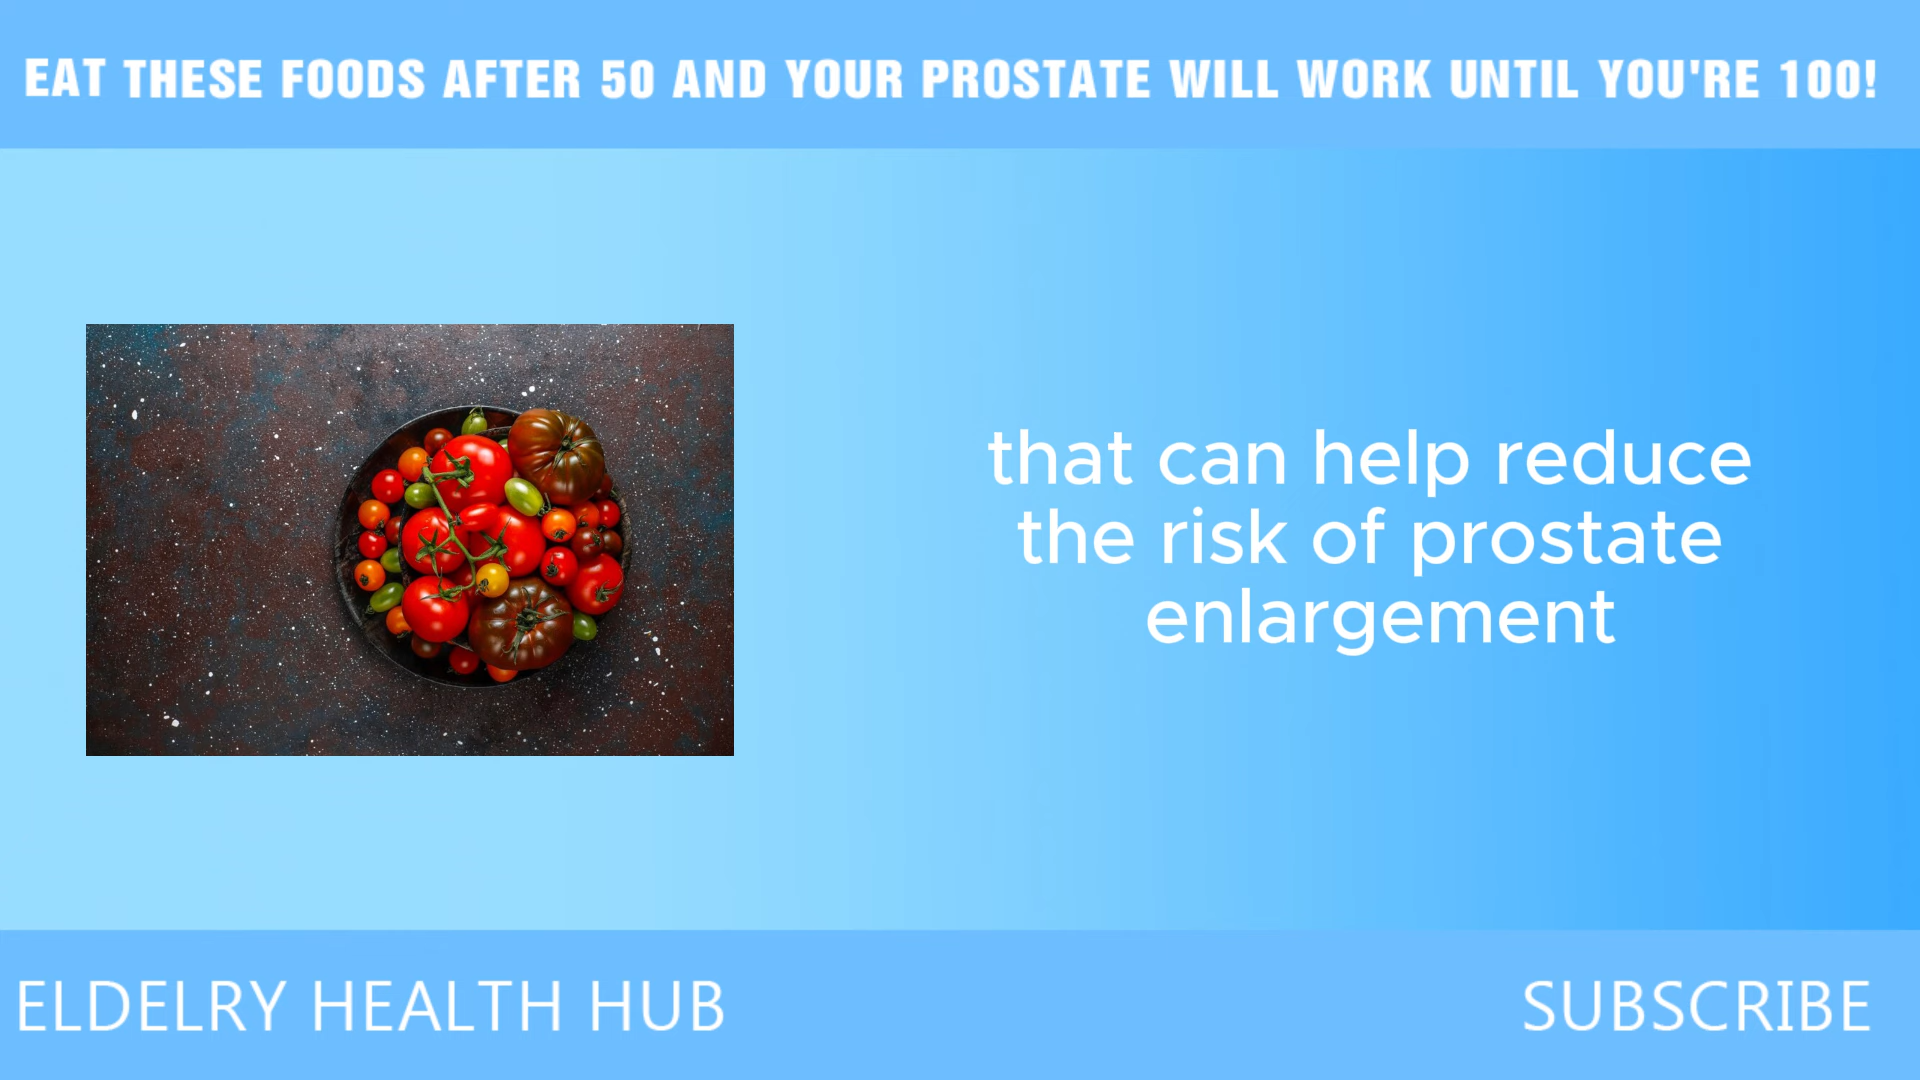 EAT THESE FOODS AFTER 50 AND YOUR PROSTATE WILL WORK UNTIL YOU'RE 100!
that can help reduce
the risk of prostate
enlargement
ELDELRY HEALTH HUB
SUBSCRIBE